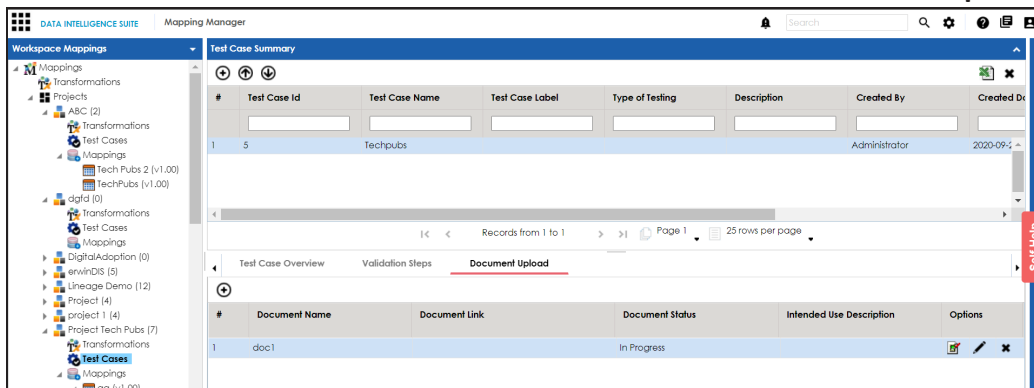 DATA INTELLIGENCE SUITE Mapping Manager Search
Workspace Mappings
Mappings
Transformations
Projects
ABC (2)
Transformations
Test Cases
Mappings
Tech Pubs 2 (v1.00)
TechPubs (v1.00)
dgfd (0)
Transformations
Test Cases
Mappings
DigitalAdoption (0)
erwinDIS (5)
Lineage Demo (12)
Project (4)
project 1 (4)
Project Tech Pubs (7)
Transformations
Test Cases
Mappings
Test Case Summary
# Test Case Id Test Case Name Test Case Label Type of Testing Description Created By Created
1 5 Techpubs Administrator 2020-09-
Records from 1 to 1 Page 1 25 rows per page
Test Case Overview Validation Steps Document Upload
# Document Name Document Link Document Status Intended Use Description Options
1 doc1 In Progress
Self Help